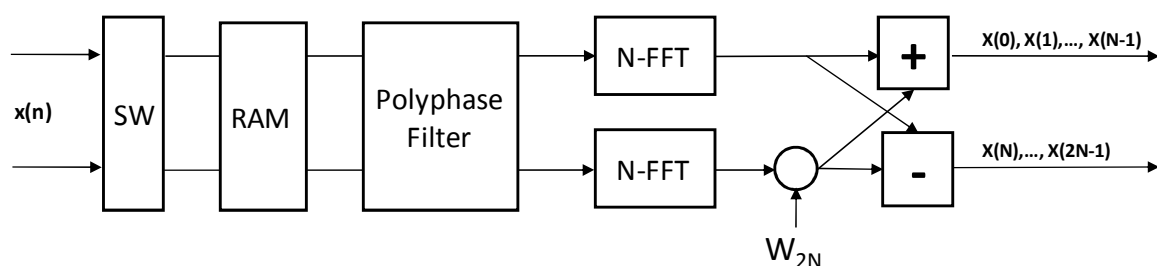 x(n)
SW
RAM
Polyphase
Filter
N-FFT
N-FFT
W2N
+
-
X(0), X(1),..., X(N-1)
X(N),..., X(2N-1)